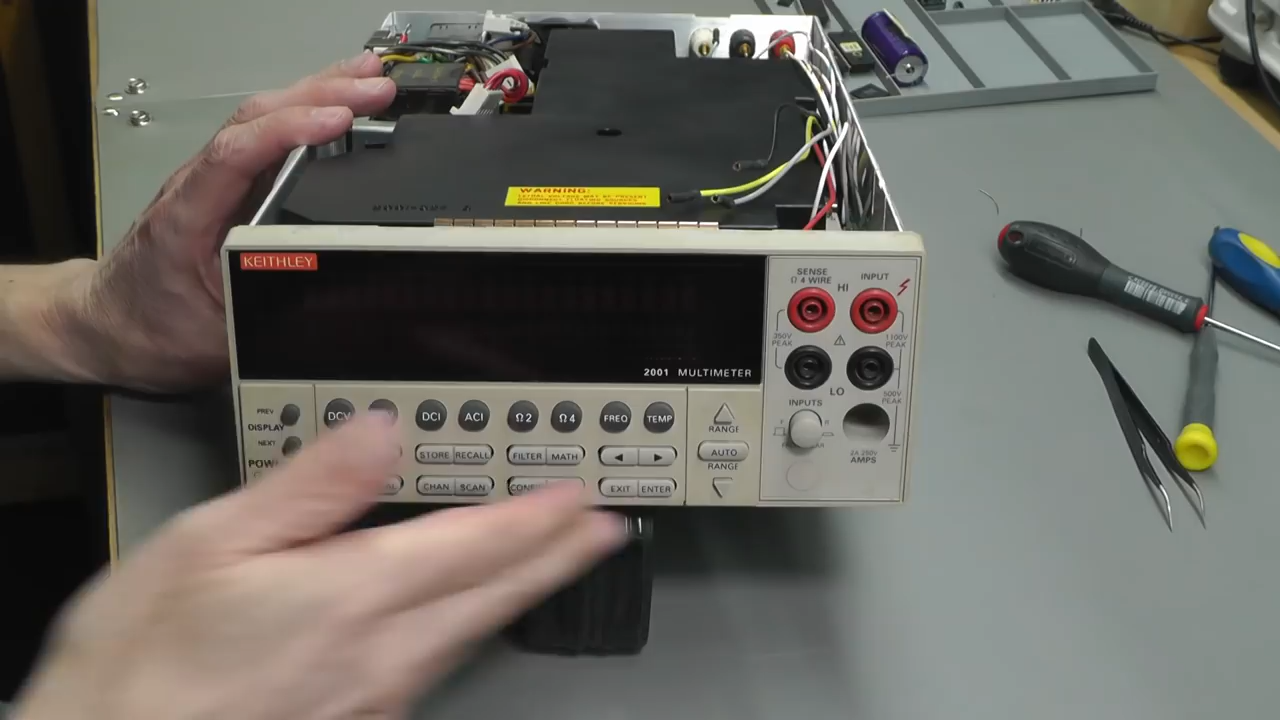 WARNING:
KEITHLEY
2001 MULTIMETER
SENSE
Ω 4 WIRE
HI
INPUT
350V
PEAK
1100V
PEAK
LO
500V
PEAK
INPUTS
2A 250V
AMPS
PREV
DISPLAY
NEXT
POWER
DCV
DCI
ACI
Ω2
Ω4
FREQ
TEMP
STORE
RECALL
FILTER
MATH
CHAN
SCAN
EXIT
ENTER
RANGE
AUTO
RANGE